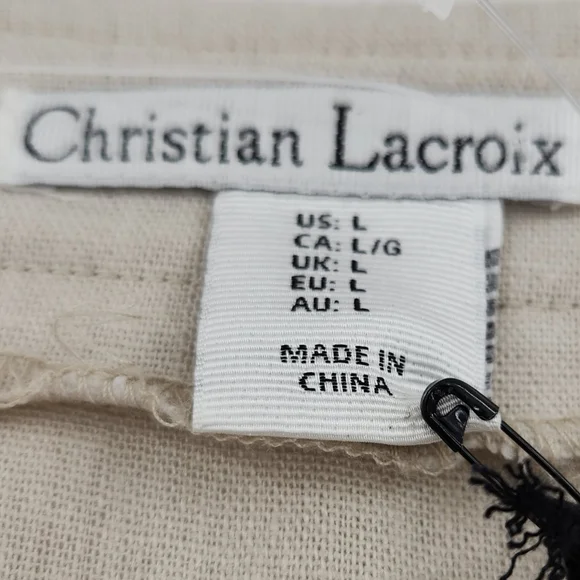 Christian Lacroix
US: L
CA: L/G
UK: L
EU: L
AU: L
MADE IN
CHINA